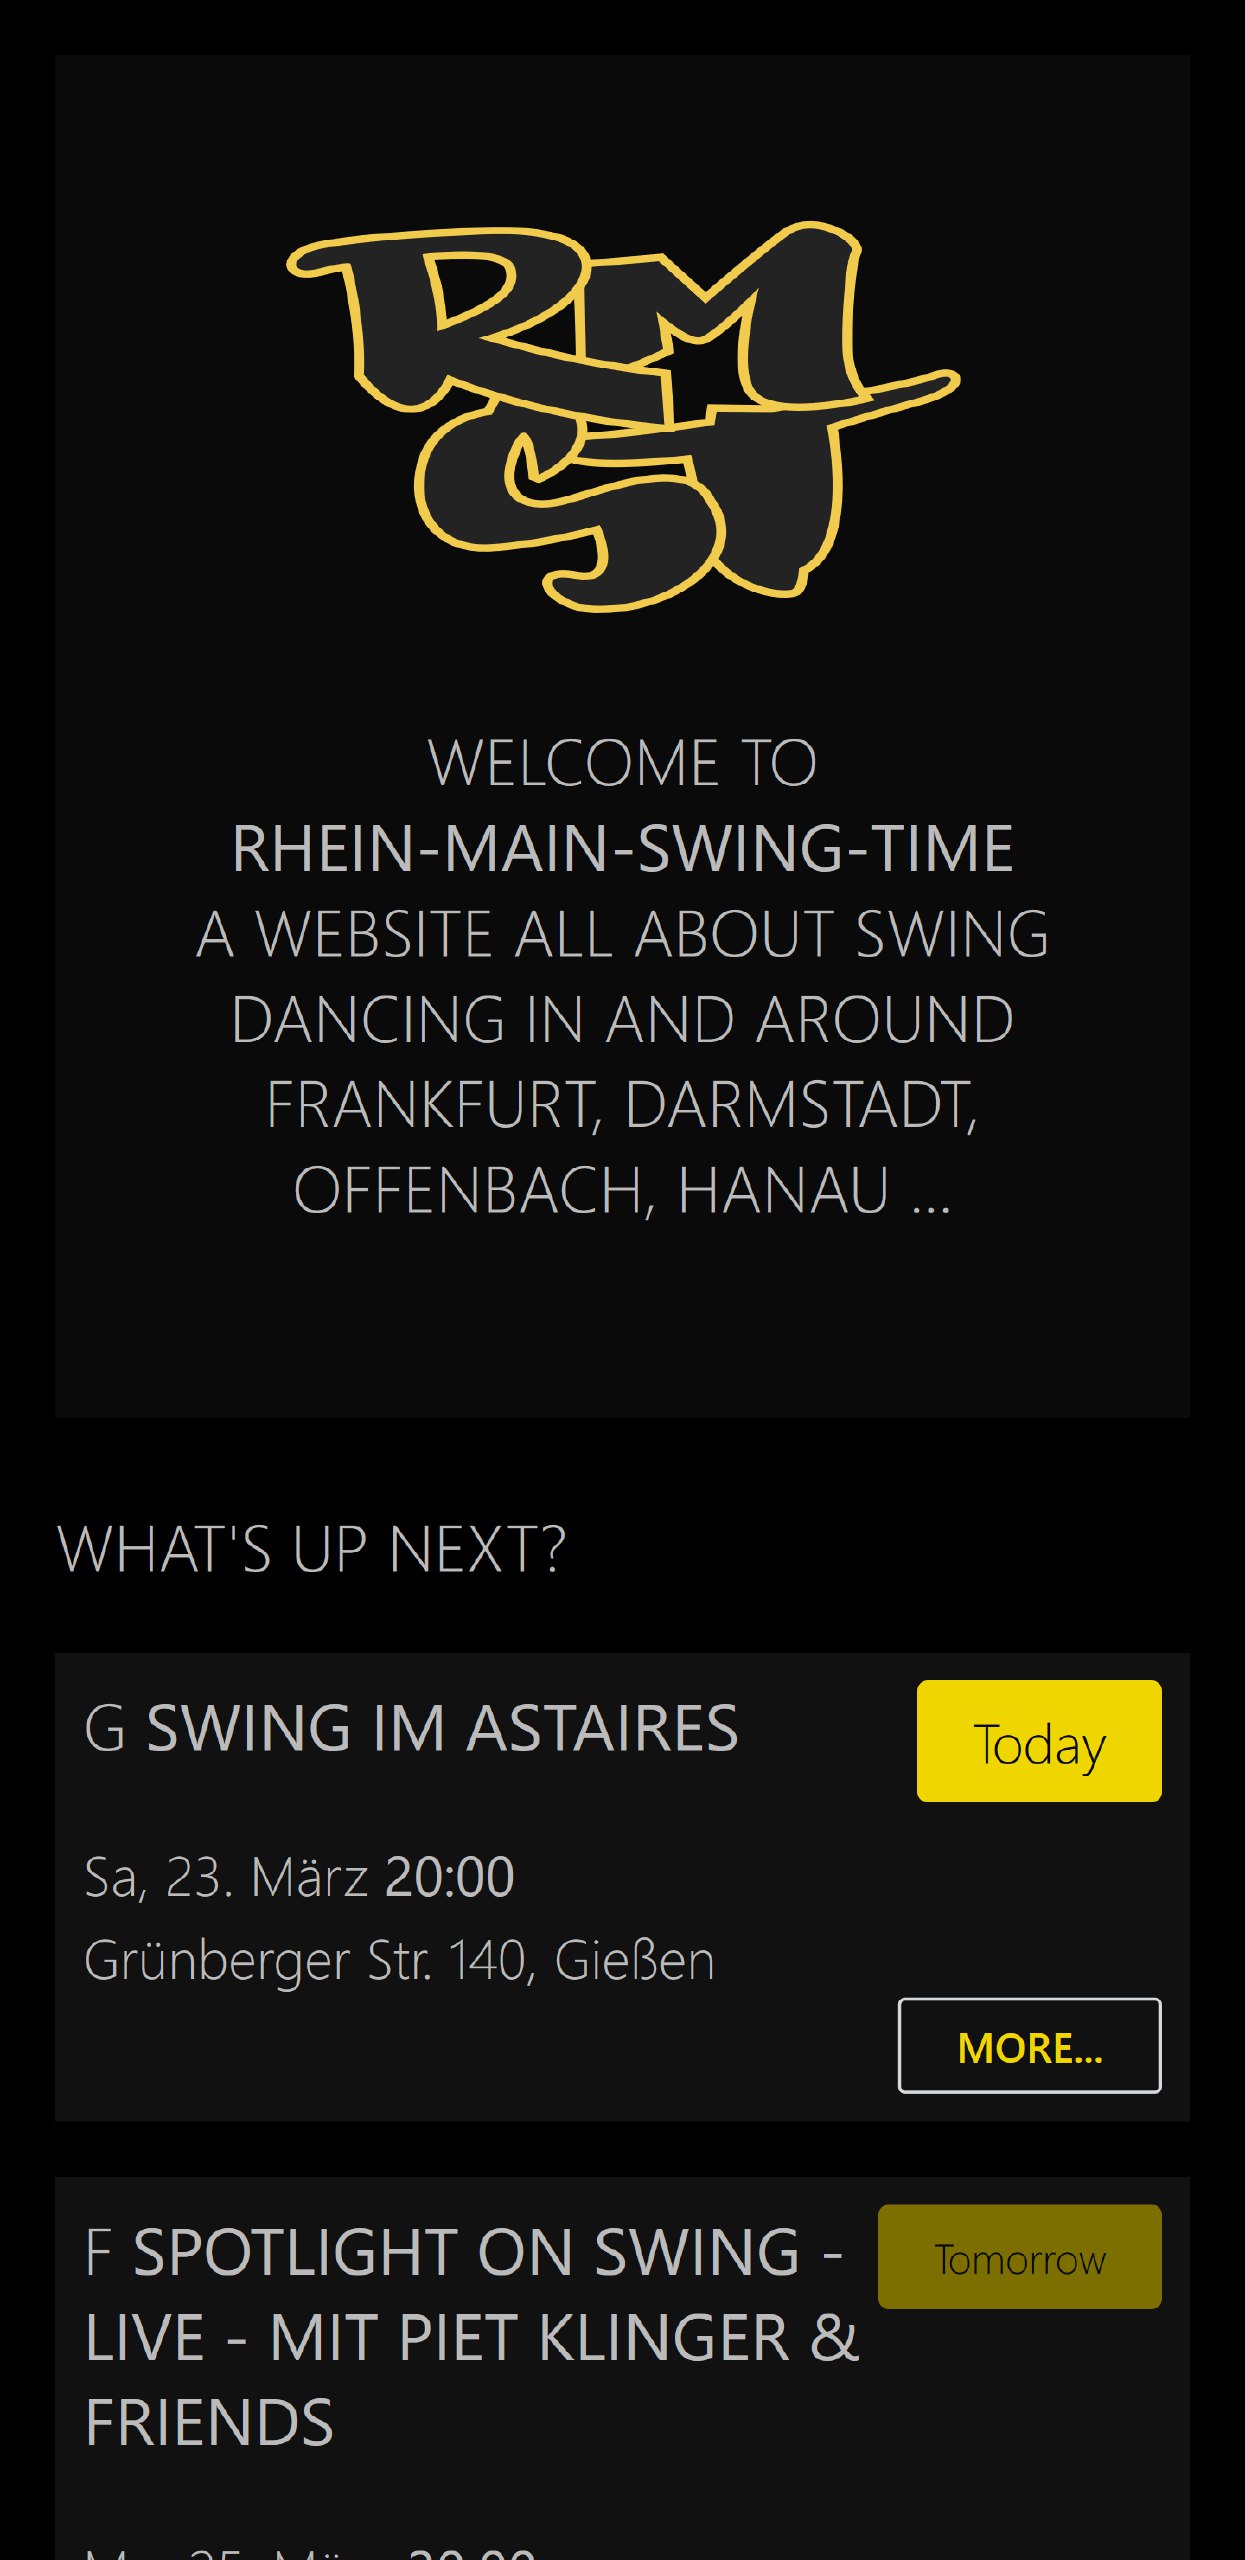 RMST
WELCOME TO
RHEIN-MAIN-SWING-TIME
A WEBSITE ALL ABOUT SWING
DANCING IN AND AROUND
FRANKFURT, DARMSTADT,
OFFENBACH, HANAU ...
WHAT'S UP NEXT?
G SWING IM ASTAIRES
Today
Sa, 23. März 20:00
Grünberger Str. 140, Gießen
MORE...
F SPOTLIGHT ON SWING -
LIVE - MIT PIET KLINGER &
FRIENDS
Tomorrow